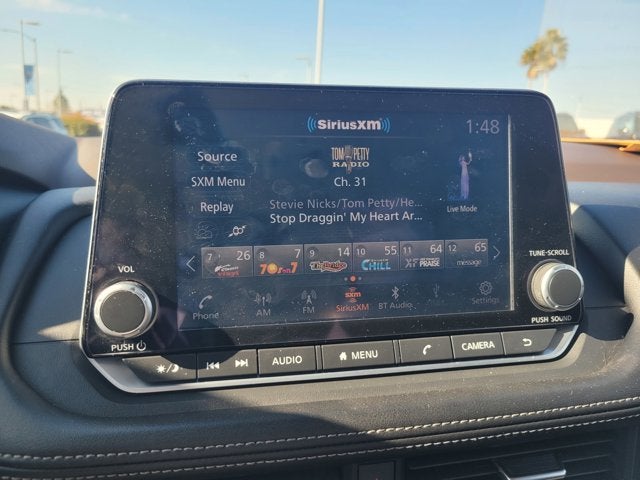 SiriusXM
1:48
Source
TOM PETTY
RADIO
SXM Menu
Ch. 31
Replay
Stevie Nicks/Tom Petty/He...
Stop Draggin' My Heart Ar...
Live Mode
7 26
8 7
9 14
10 55
11 64
12 65
70s on 7
CHILL
PRAISE
message
Phone
AM
FM
SXM
SiriusXM
BT Audio
Settings
VOL
PUSH
TUNE·SCROLL
PUSH SOUND
AUDIO
MENU
CAMERA